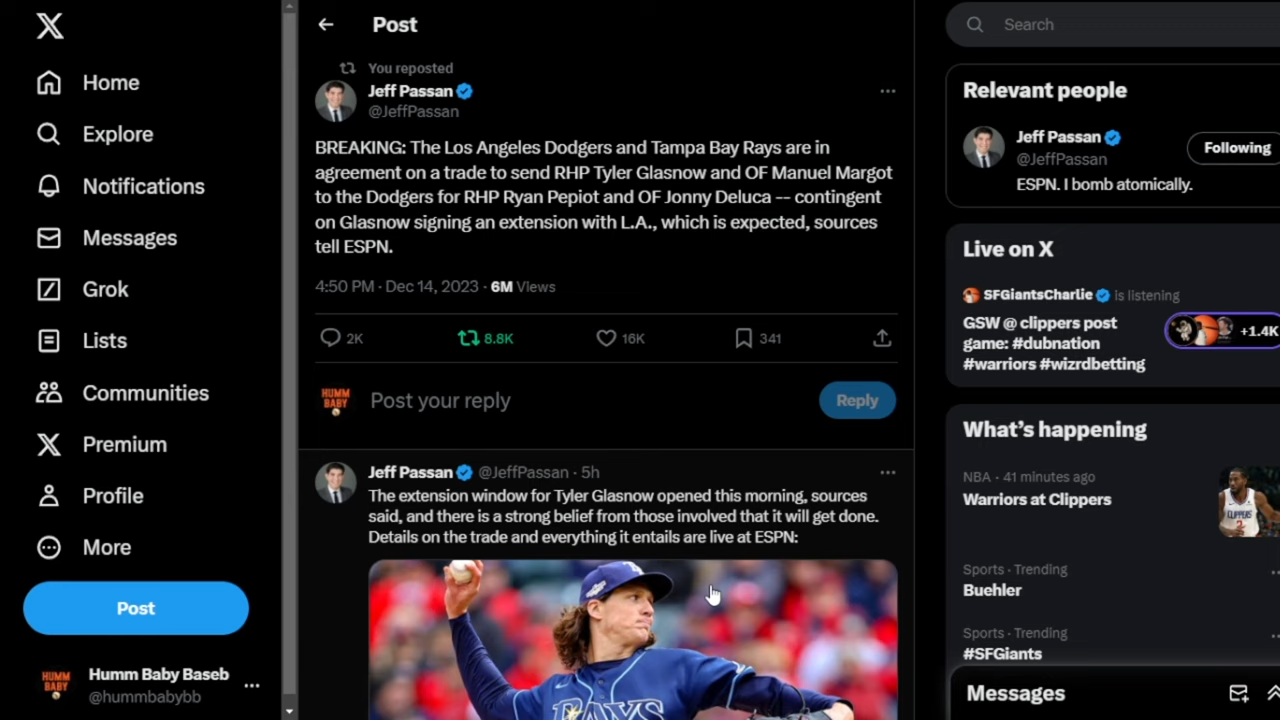 Home
Explore
Notifications
Messages
Grok
Lists
Communities
Premium
Profile
More
Post
HUMM
BABY
Humm Baby Baseb
@hummbabybb
Post
You reposted
Jeff Passan
@JeffPassan
BREAKING: The Los Angeles Dodgers and Tampa Bay Rays are in
agreement on a trade to send RHP Tyler Glasnow and OF Manuel Margot
to the Dodgers for RHP Ryan Pepiot and OF Jonny Deluca -- contingent
on Glasnow signing an extension with L.A., which is expected, sources
tell ESPN.
4:50 PM · Dec 14, 2023 · 6M Views
2K
8.8K
16K
341
HUMM
BABY
Post your reply
Reply
Jeff Passan @JeffPassan · 5h
The extension window for Tyler Glasnow opened this morning, sources
said, and there is a strong belief from those involved that it will get done.
Details on the trade and everything it entails are live at ESPN:
RAYS
Search
Relevant people
Jeff Passan
@JeffPassan
Following
ESPN. I bomb atomically.
Live on X
SFGiantsCharlie is listening
GSW @ clippers post
game: #dubnation
#warriors #wizrdbetting
+1.4K
What's happening
NBA · 41 minutes ago
Warriors at Clippers
CLIPPERS
2
Sports · Trending
Buehler
Sports · Trending
#SFGiants
Messages